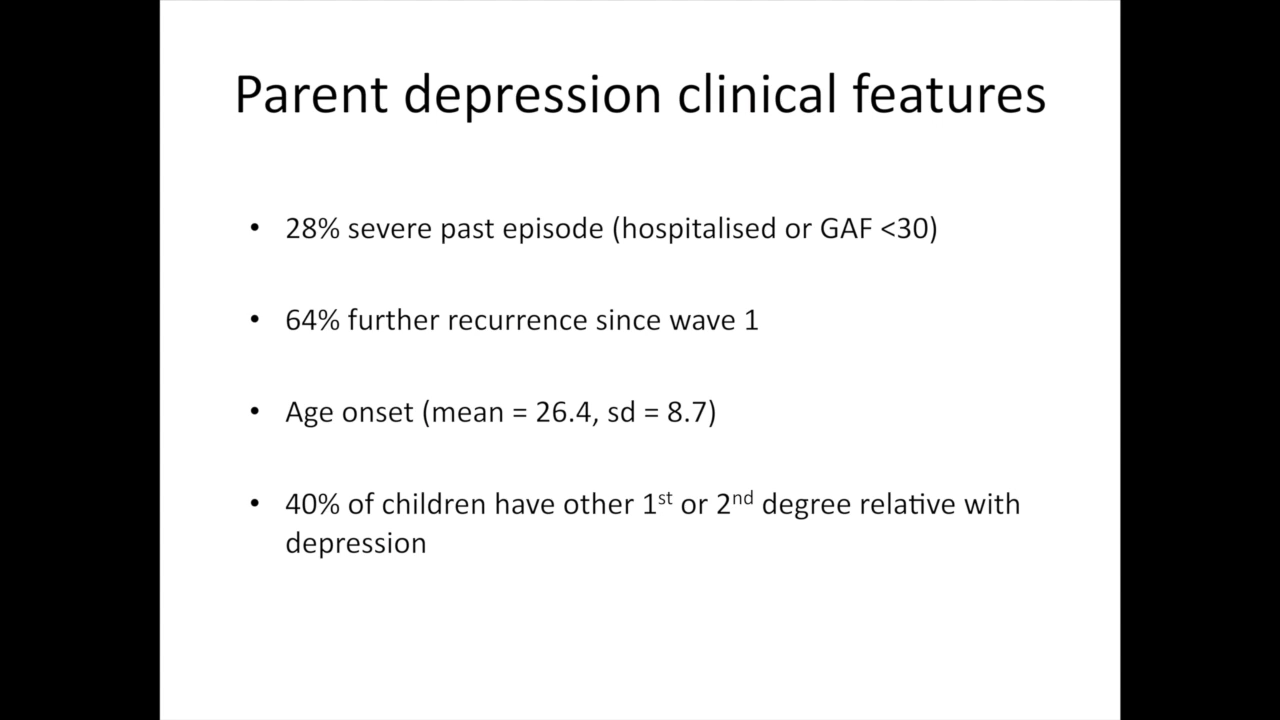 Parent depression clinical features
• 28% severe past episode (hospitalised or GAF <30)
• 64% further recurrence since wave 1
• Age onset (mean = 26.4, sd = 8.7)
• 40% of children have other 1st or 2nd degree relative with
depression